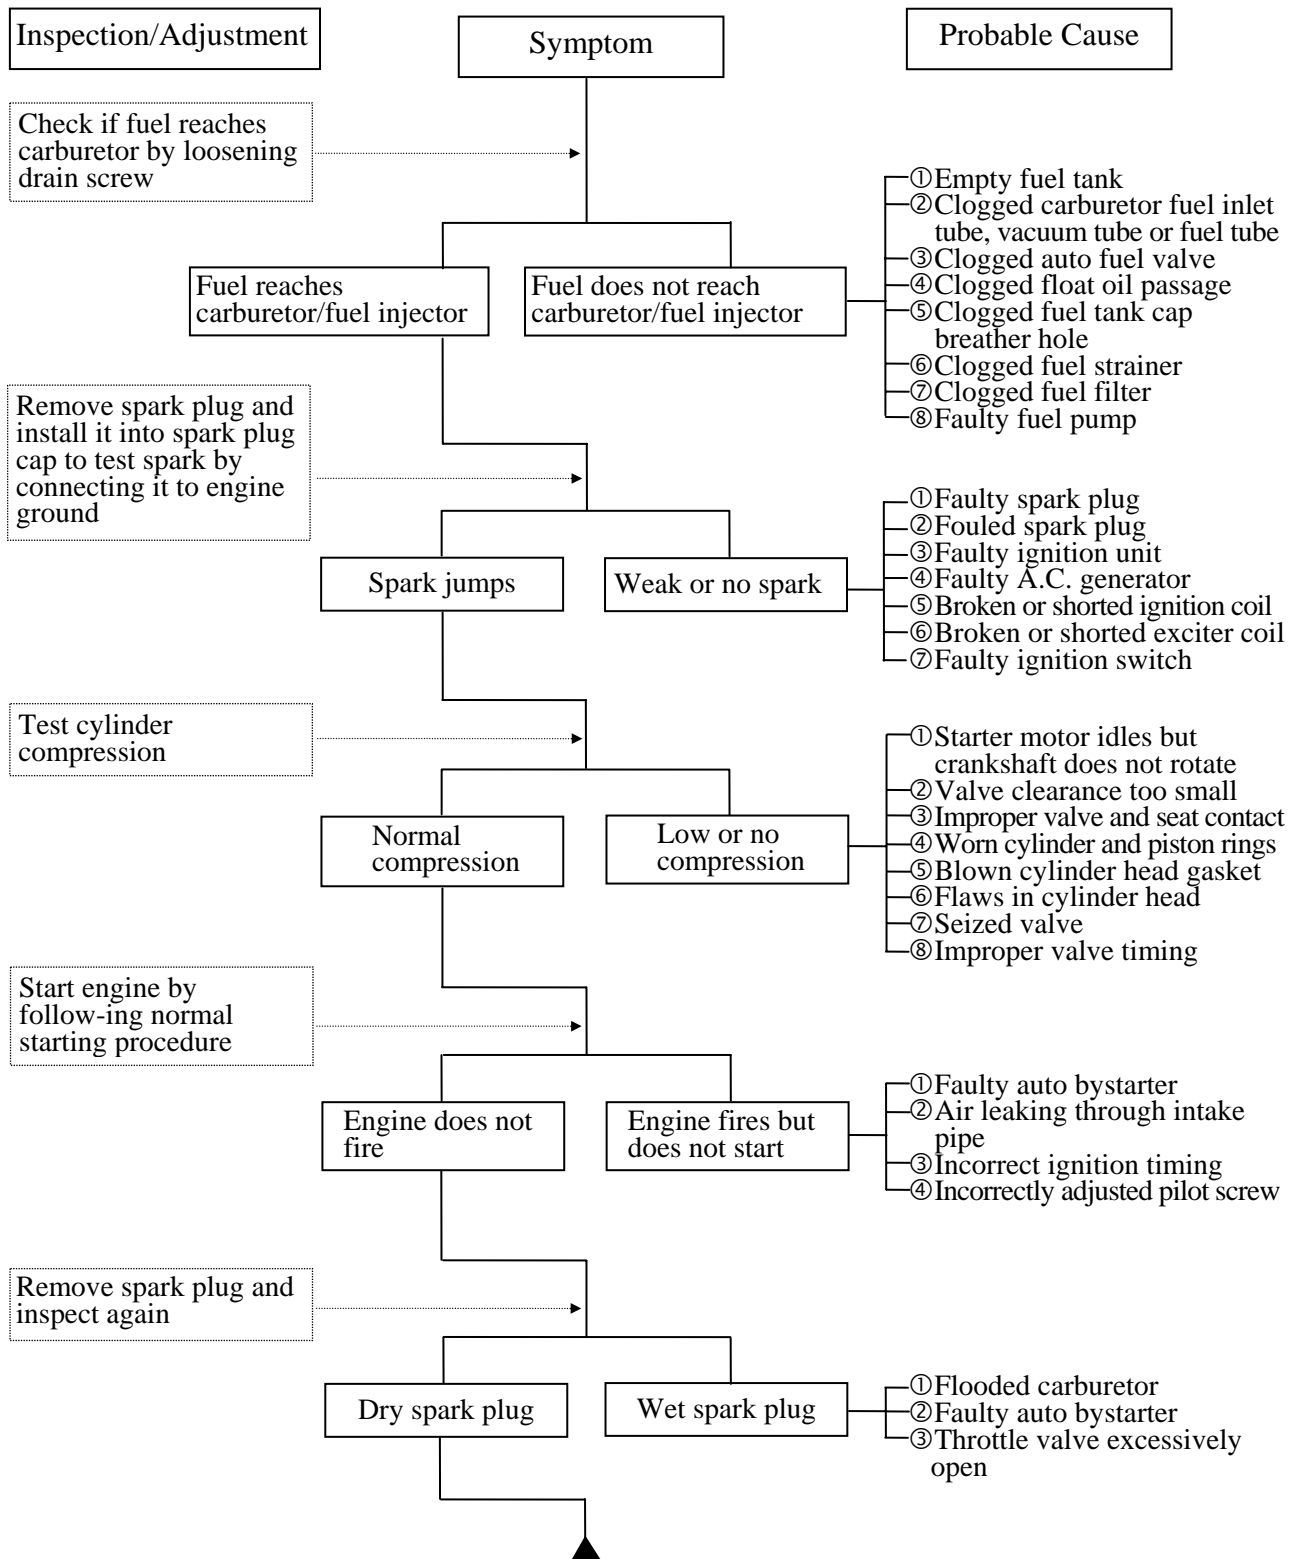 Inspection/Adjustment
Symptom
Probable Cause
Check if fuel reaches
carburetor by loosening
drain screw
①Empty fuel tank
②Clogged carburetor fuel inlet
tube, vacuum tube or fuel tube
③Clogged auto fuel valve
④Clogged float oil passage
⑤Clogged fuel tank cap
breather hole
⑥Clogged fuel strainer
⑦Clogged fuel filter
⑧Faulty fuel pump
Fuel reaches
carburetor/fuel injector
Fuel does not reach
carburetor/fuel injector
Remove spark plug and
install it into spark plug
cap to test spark by
connecting it to engine
ground
①Faulty spark plug
②Fouled spark plug
③Faulty ignition unit
④Faulty A.C. generator
⑤Broken or shorted ignition coil
⑥Broken or shorted exciter coil
⑦Faulty ignition switch
Spark jumps
Weak or no spark
Test cylinder
compression
①Starter motor idles but
crankshaft does not rotate
②Valve clearance too small
③Improper valve and seat contact
④Worn cylinder and piston rings
⑤Blown cylinder head gasket
⑥Flaws in cylinder head
⑦Seized valve
⑧Improper valve timing
Normal
compression
Low or no
compression
Start engine by
follow-ing normal
starting procedure
①Faulty auto bystarter
②Air leaking through intake
pipe
③Incorrect ignition timing
④Incorrectly adjusted pilot screw
Engine does not
fire
Engine fires but
does not start
Remove spark plug and
inspect again
Dry spark plug
Wet spark plug
①Flooded carburetor
②Faulty auto bystarter
③Throttle valve excessively
open